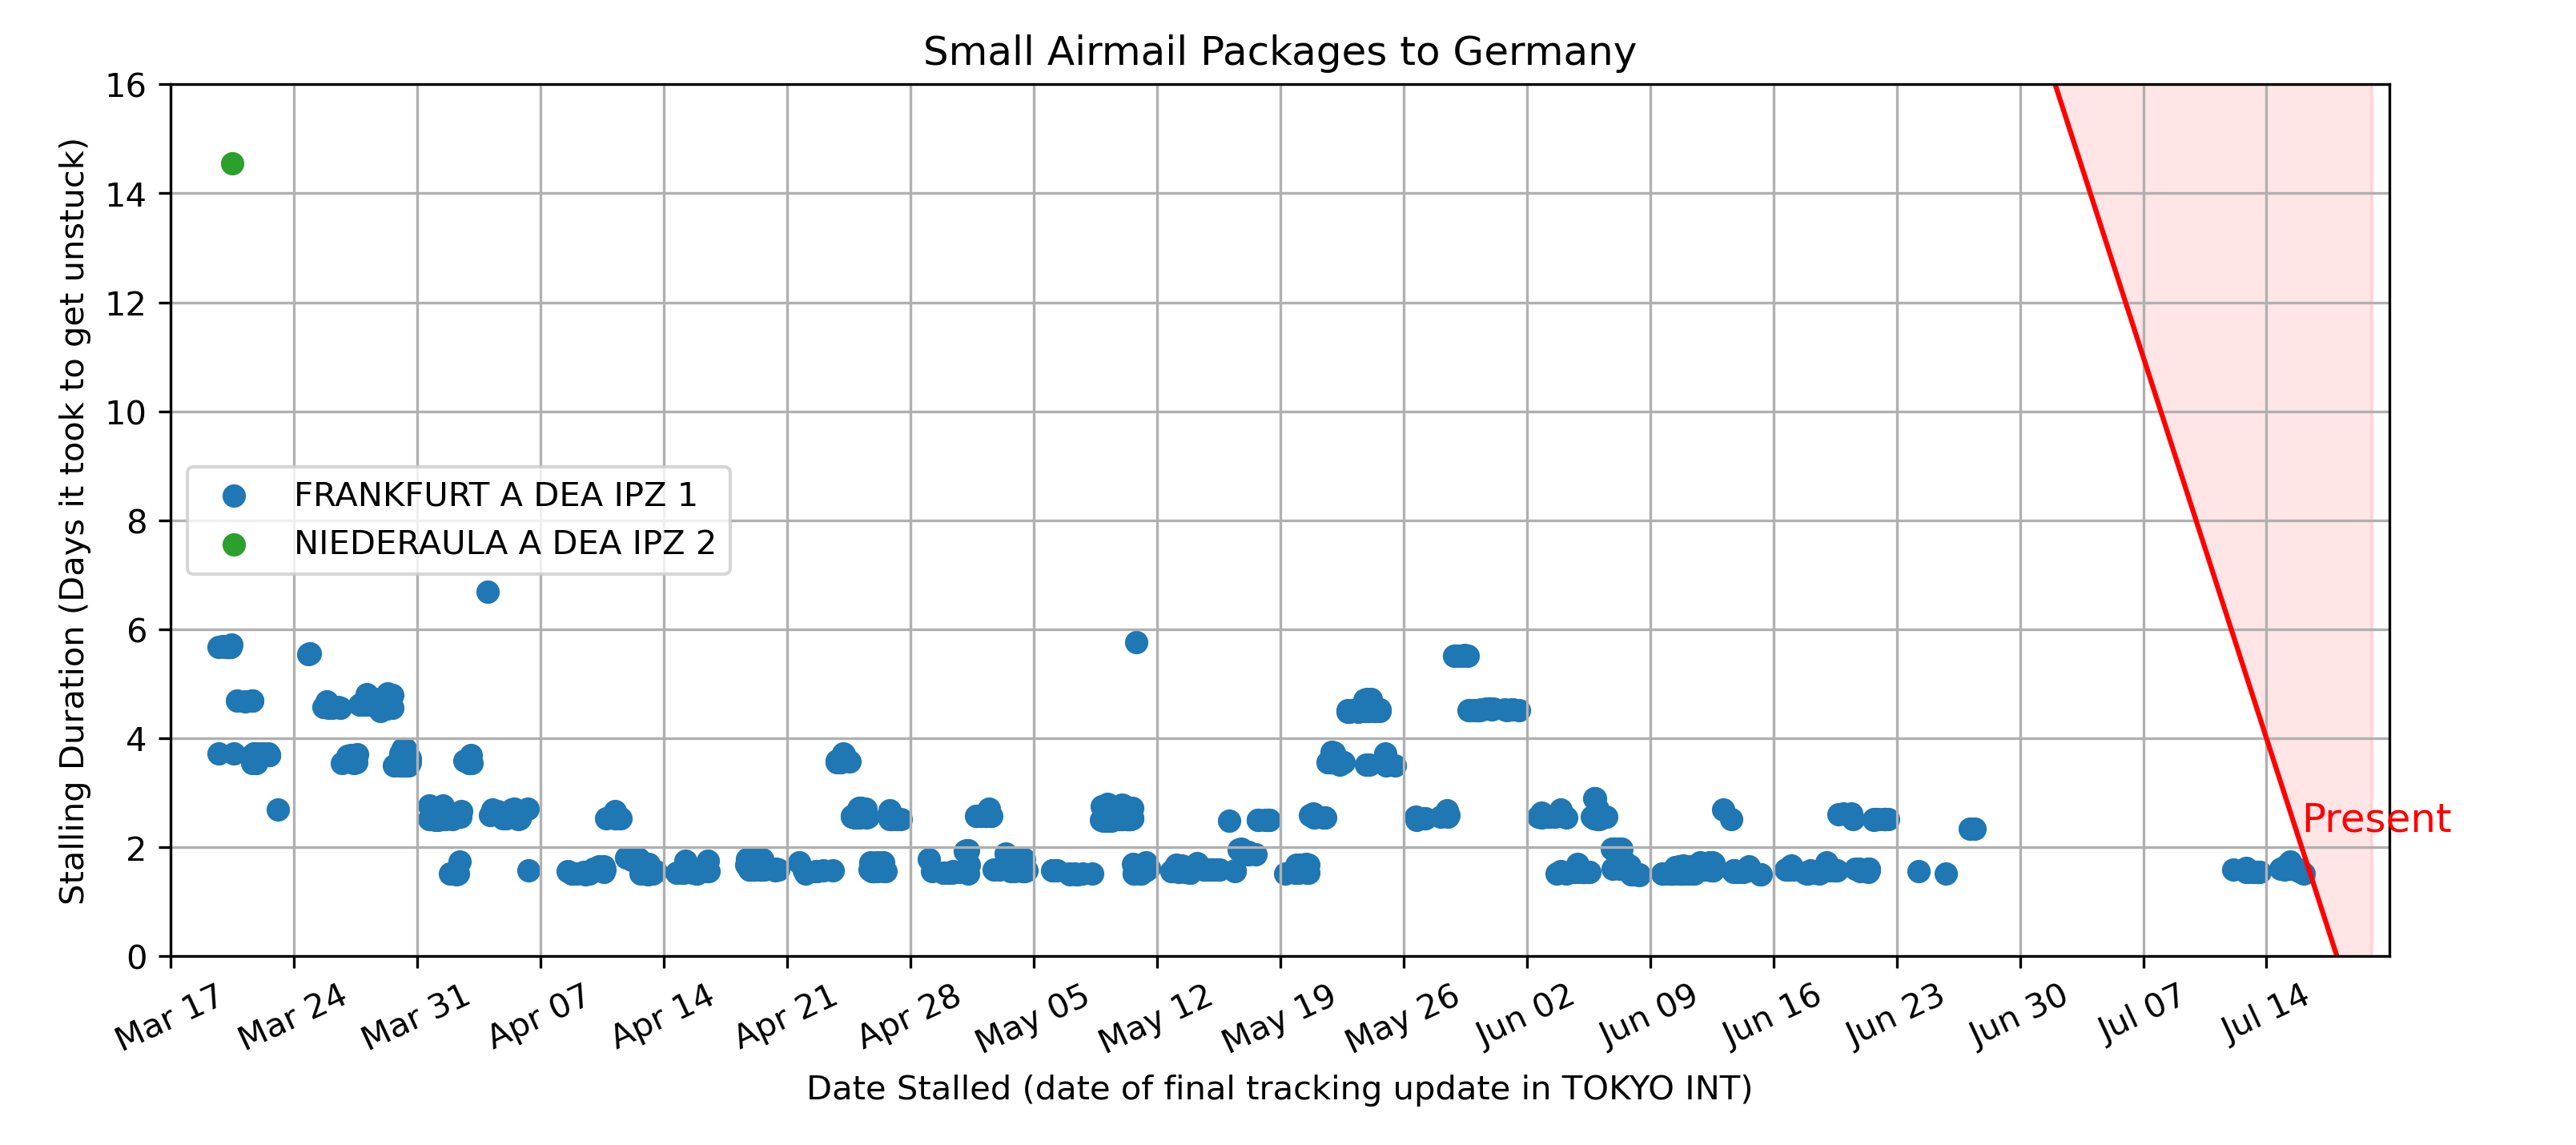 Small Airmail Packages to Germany
Stalling Duration (Days it took to get unstuck)
16
14
12
10
8
6
4
2
0
FRANKFURT A DEA IPZ 1
NIEDERAULA A DEA IPZ 2
Present
Mar 17
Mar 24
Mar 31
Apr 07
Apr 14
Apr 21
Apr 28
May 05
May 12
May 19
May 26
Jun 02
Jun 09
Jun 16
Jun 23
Jun 30
Jul 07
Jul 14
Date Stalled (date of final tracking update in TOKYO INT)